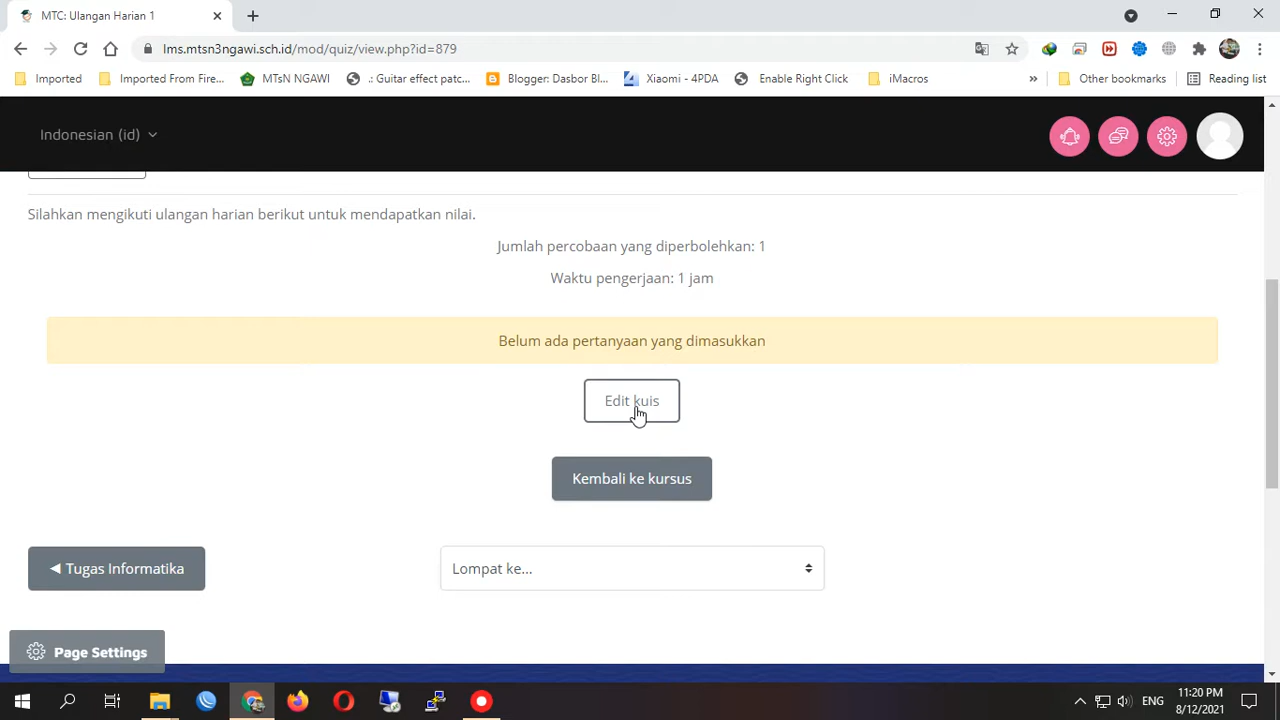 MTC: Ulangan Harian 1
lms.mtsn3ngawi.sch.id/mod/quiz/view.php?id=879
Imported
Imported From Fire...
MTsN NGAWI
.: Guitar effect patc...
Blogger: Dasbor Bl...
Xiaomi - 4PDA
Enable Right Click
iMacros
»
Other bookmarks
Reading list
Indonesian (id)
Silahkan mengikuti ulangan harian berikut untuk mendapatkan nilai.
Jumlah percobaan yang diperbolehkan: 1
Waktu pengerjaan: 1 jam
Belum ada pertanyaan yang dimasukkan
Edit kuis
Kembali ke kursus
◀ Tugas Informatika
Lompat ke...
Page Settings
ENG
11:20 PM
8/12/2021